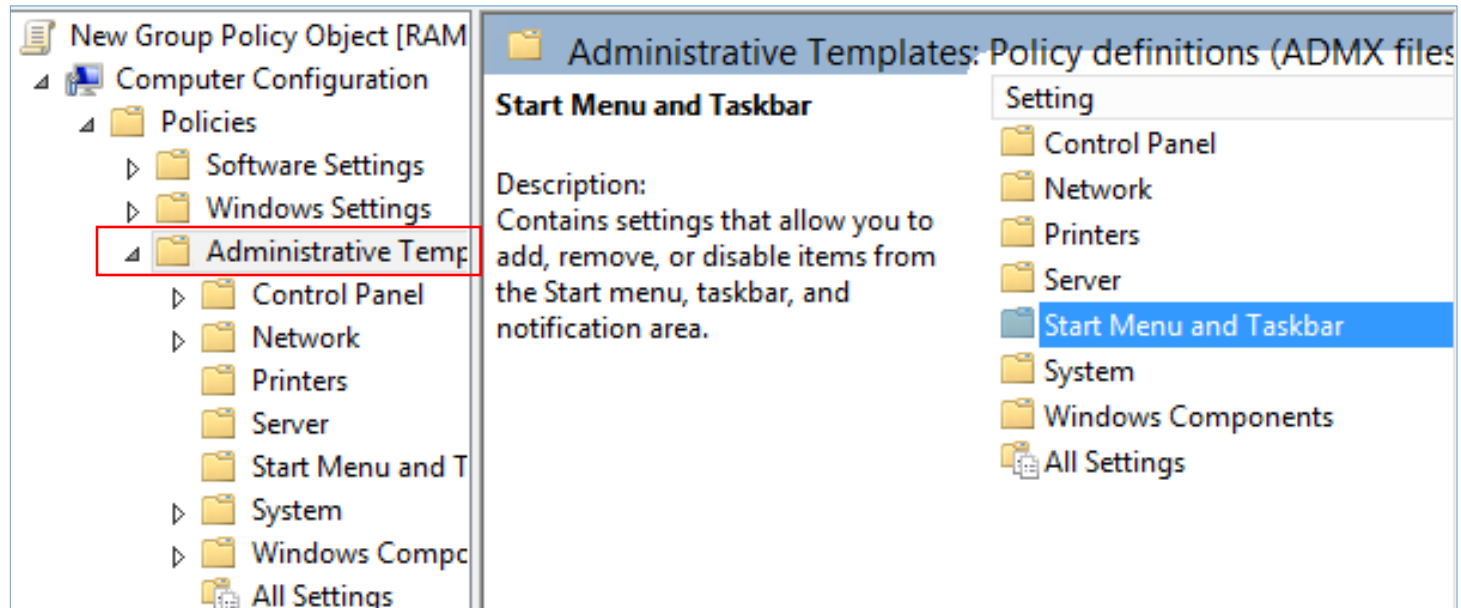 New Group Policy Object [RAM
Computer Configuration
Policies
Software Settings
Windows Settings
Administrative Temp
Control Panel
Network
Printers
Server
Start Menu and T
System
Windows Compo
All Settings
Administrative Templates: Policy definitions (ADMX files
Start Menu and Taskbar
Description:
Contains settings that allow you to
add, remove, or disable items from
the Start menu, taskbar, and
notification area.
Setting
Control Panel
Network
Printers
Server
Start Menu and Taskbar
System
Windows Components
All Settings